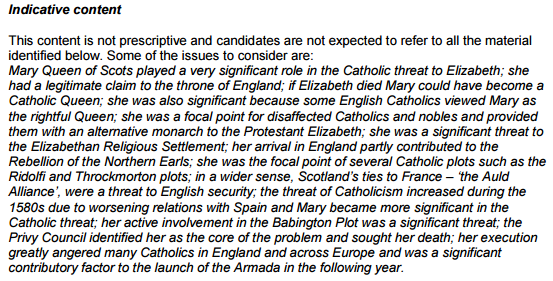 Indicative content
This content is not prescriptive and candidates are not expected to refer to all the material
identified below. Some of the issues to consider are:
Mary Queen of Scots played a very significant role in the Catholic threat to Elizabeth; she
had a legitimate claim to the throne of England; if Elizabeth died Mary could have become a
Catholic Queen; she was also significant because some English Catholics viewed Mary as
the rightful Queen; she was a focal point for disaffected Catholics and nobles and provided
them with an alternative monarch to the Protestant Elizabeth; she was a significant threat to
the Elizabethan Religious Settlement; her arrival in England partly contributed to the
Rebellion of the Northern Earls; she was the focal point of several Catholic plots such as the
Ridolfi and Throckmorton plots; in a wider sense, Scotland's ties to France – 'the Auld
Alliance', were a threat to English security; the threat of Catholicism increased during the
1580s due to worsening relations with Spain and Mary became more significant in the
Catholic threat; her active involvement in the Babington Plot was a significant threat; the
Privy Council identified her as the core of the problem and sought her death; her execution
greatly angered many Catholics in England and across Europe and was a significant
contributory factor to the launch of the Armada in the following year.